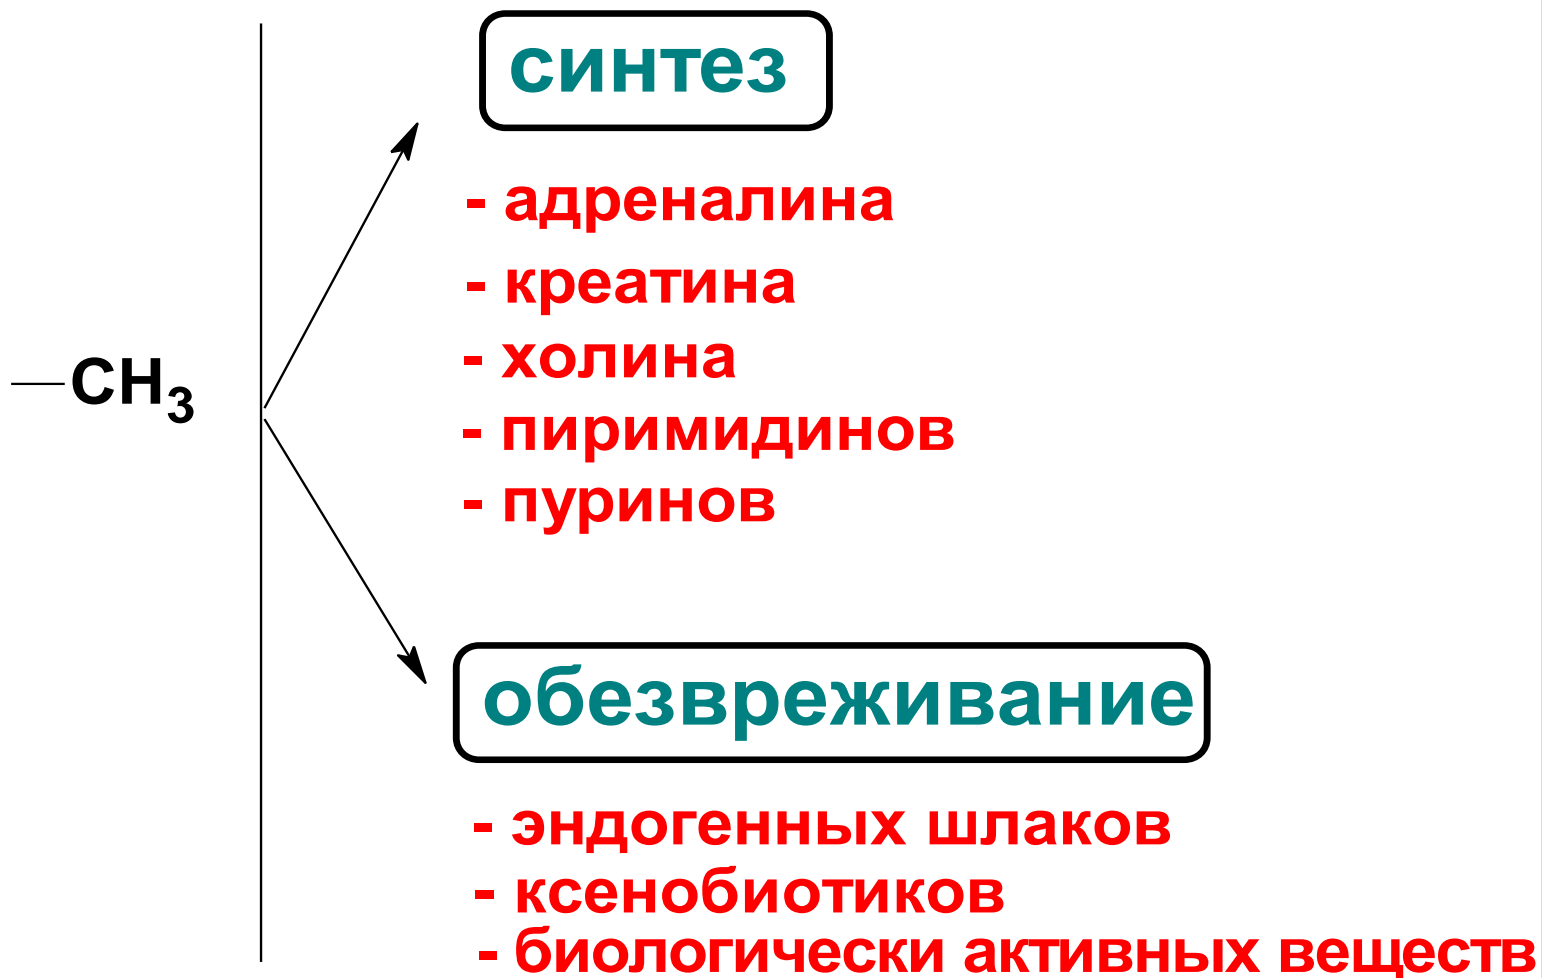 синтез
- адреналина
- креатина
- холина
—CH₃
- пиримидинов
- пуринов
обезвреживание
- эндогенных шлаков
- ксенобиотиков
- биологически активных веществ